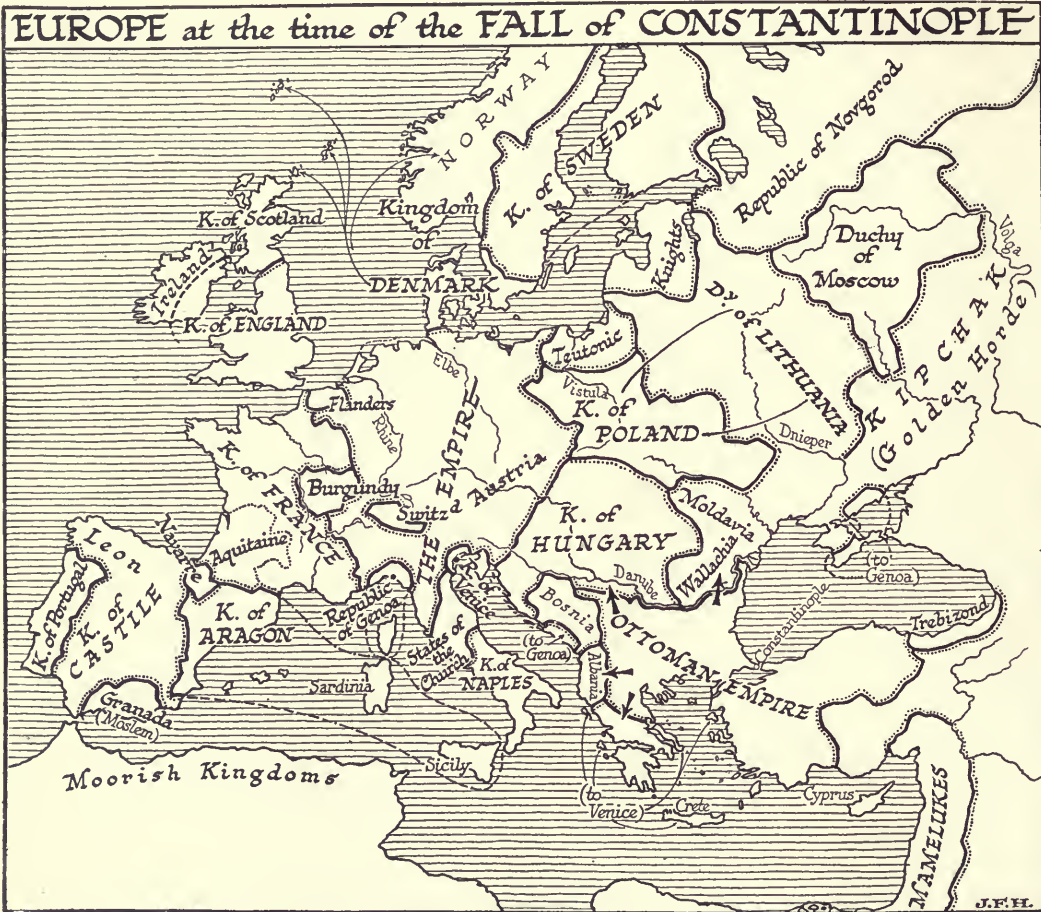 EUROPE at the time of the FALL of CONSTANTINOPLE
NORWAY
K. of SWEDEN
Republic of Novgorod
K. of Scotland
Kingdom
of
DENMARK
Ireland
K. of ENGLAND
Knights
Teutonic
Duchy
of
Moscow
Volga
KIPCHAK
(Golden Horde)
Dy. of LITHUANIA
Elbe
Vistula
K. of
POLAND
Dnieper
Flanders
Rhine
THE EMPIRE
Austria
K. of FRANCE
Burgundy
Switzd
Aquitaine
Navarre
Leon
K. of Portugal
K. of
CASTILE
K. of
ARAGON
Granada
(Moslem)
Republic
of Genoa
R. of
Venice
States of
the
Church
K. of
NAPLES
Sardinia
Sicily
K. of
HUNGARY
Moldavia
Wallachia
Danube
Bosnia
(to
Genoa)
Albania
OTTOMAN EMPIRE
Constantinople
(to
Genoa)
Trebizond
(to
Venice)
Crete
Cyprus
MAMELUKES
Moorish Kingdoms
J.F.H.